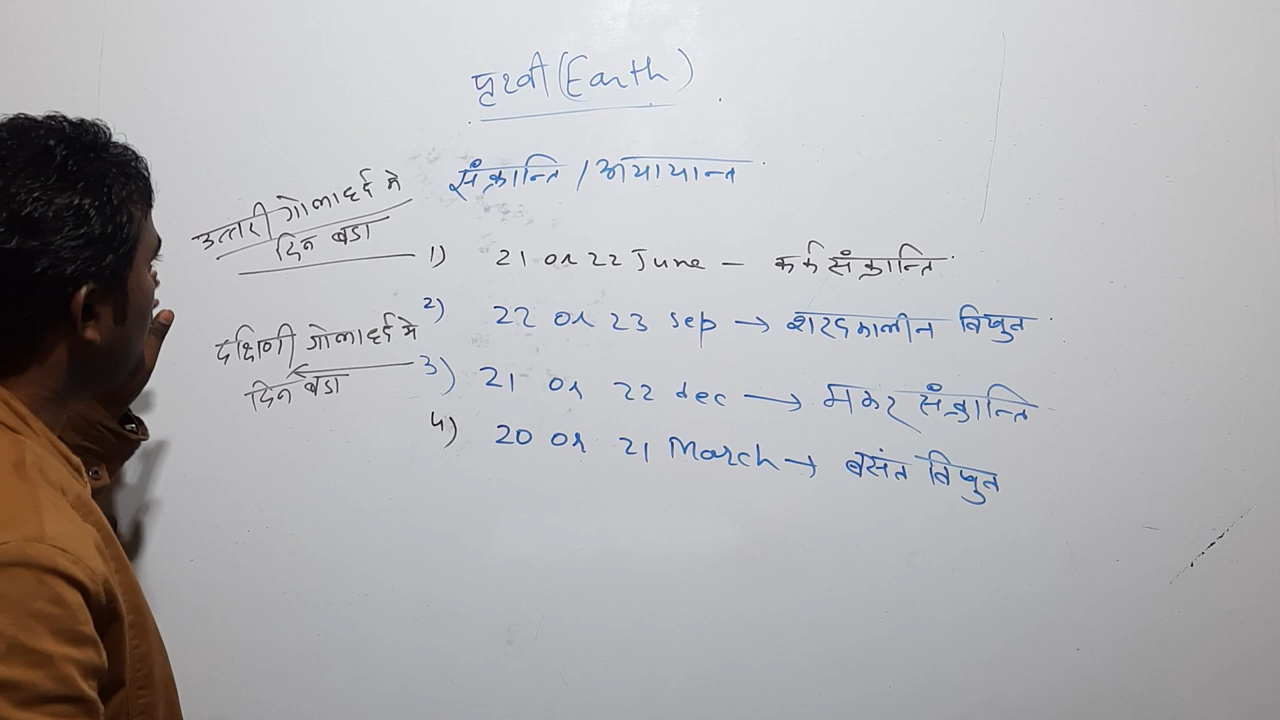 पृथ्वी (Earth)
संक्रान्ति / अयायान्त
उत्तरी गोलार्ध्द मे
दिन बडा
1) 21 or 22 June – कर्क संक्रान्ति
2) 22 or 23 sep → शरदकालीन विषुत
दक्षिणी गोलार्ध्द मे
दिन बडा
3) 21 or 22 dec → मकर संक्रान्ति
4) 20 or 21 March → बसंत विषुत